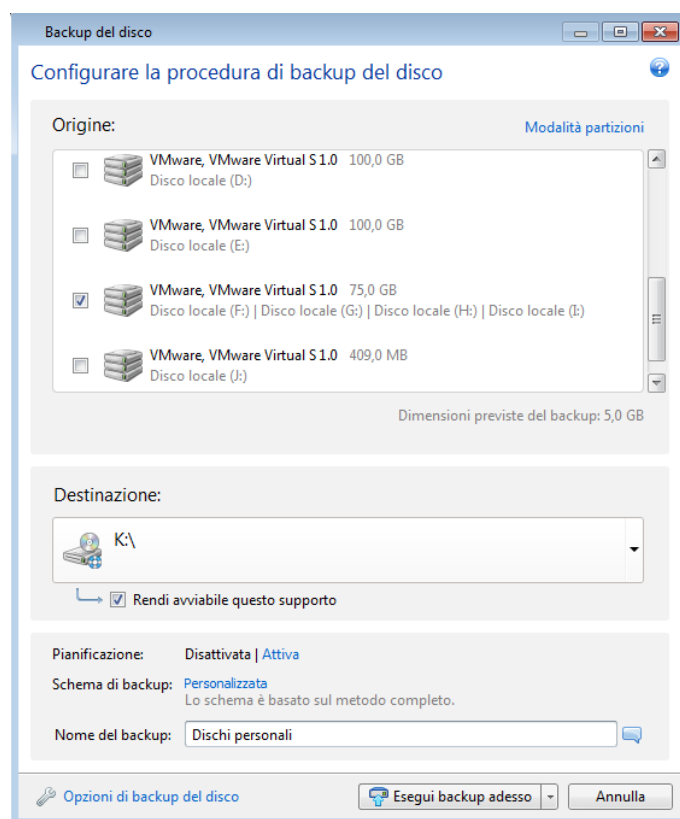 Backup del disco
Configurare la procedura di backup del disco
Origine:
Modalità partizioni
VMware, VMware Virtual S 1.0 100,0 GB
Disco locale (D:)
VMware, VMware Virtual S 1.0 100,0 GB
Disco locale (E:)
VMware, VMware Virtual S 1.0 75,0 GB
Disco locale (F:) | Disco locale (G:) | Disco locale (H:) | Disco locale (I:)
VMware, VMware Virtual S 1.0 409,0 MB
Disco locale (J:)
Dimensioni previste del backup: 5,0 GB
Destinazione:
K:\
Rendi avviabile questo supporto
Pianificazione: Disattivata | Attiva
Schema di backup: Personalizzata
Lo schema è basato sul metodo completo.
Nome del backup: Dischi personali
Opzioni di backup del disco
Esegui backup adesso
Annulla